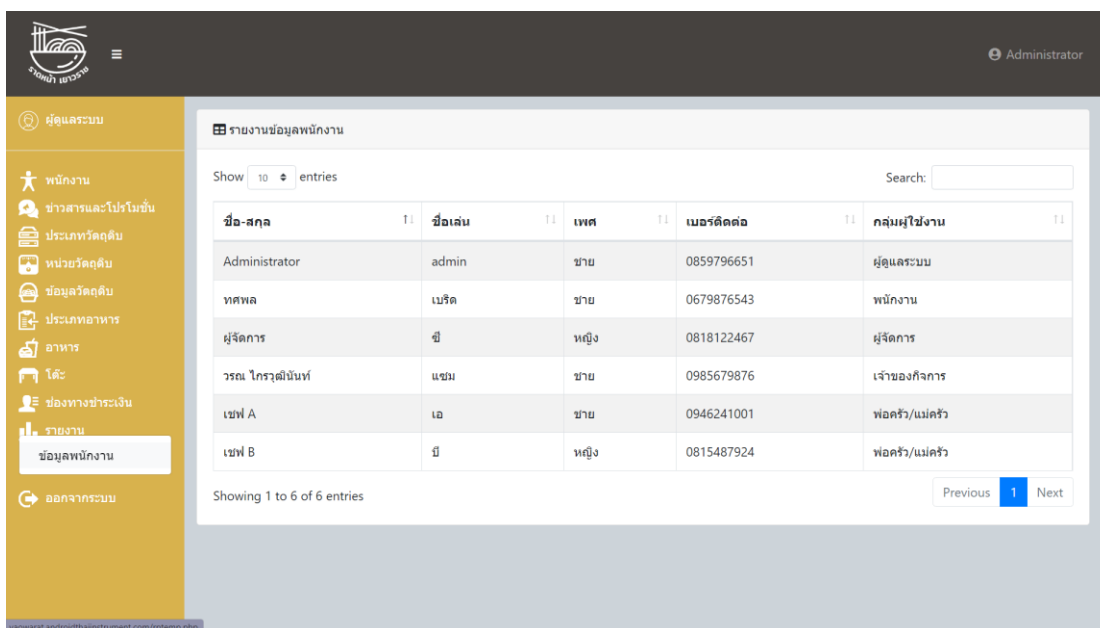 ราดหน้า เยาวราช
Administrator
ผู้ดูแลระบบ
พนักงาน
ข่าวสารและโปรโมชั่น
ประเภทวัตถุดิบ
หน่วยวัตถุดิบ
ข้อมูลวัตถุดิบ
ประเภทอาหาร
อาหาร
โต๊ะ
ช่องทางชำระเงิน
รายงาน
ข้อมูลพนักงาน
ออกจากระบบ
รายงานข้อมูลพนักงาน
Show 10 entries
Search:
ชื่อ-สกุล ชื่อเล่น เพศ เบอร์ติดต่อ กลุ่มผู้ใช้งาน
Administrator admin ชาย 0859796651 ผู้ดูแลระบบ
ทศพล เบริด ชาย 0679876543 พนักงาน
ผู้จัดการ ซี หญิง 0818122467 ผู้จัดการ
วรณ ไกรวุฒินันท์ แชม ชาย 0985679876 เจ้าของกิจการ
เชฟ A เอ ชาย 0946241001 พ่อครัว/แม่ครัว
เชฟ B บี หญิง 0815487924 พ่อครัว/แม่ครัว
Showing 1 to 6 of 6 entries
Previous 1 Next